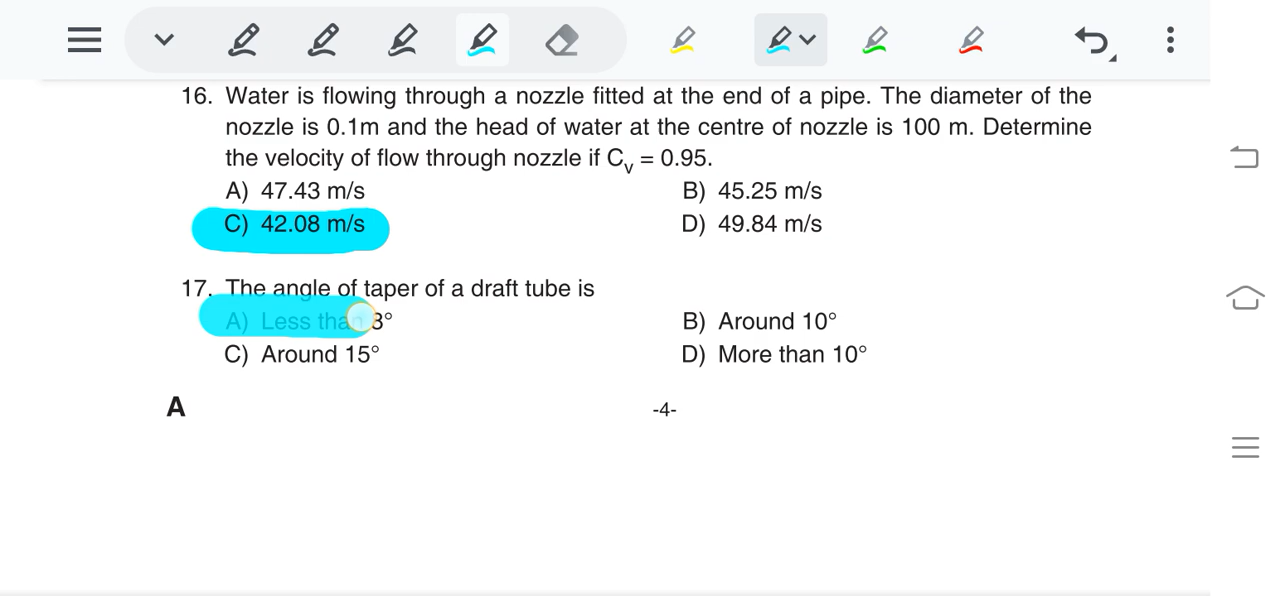 16. Water is flowing through a nozzle fitted at the end of a pipe. The diameter of the
nozzle is 0.1m and the head of water at the centre of nozzle is 100 m. Determine
the velocity of flow through nozzle if Cv = 0.95.
A) 47.43 m/s B) 45.25 m/s
C) 42.08 m/s D) 49.84 m/s
17. The angle of taper of a draft tube is
A) Less than B) Around 10°
C) Around 15° D) More than 10°
A -4-